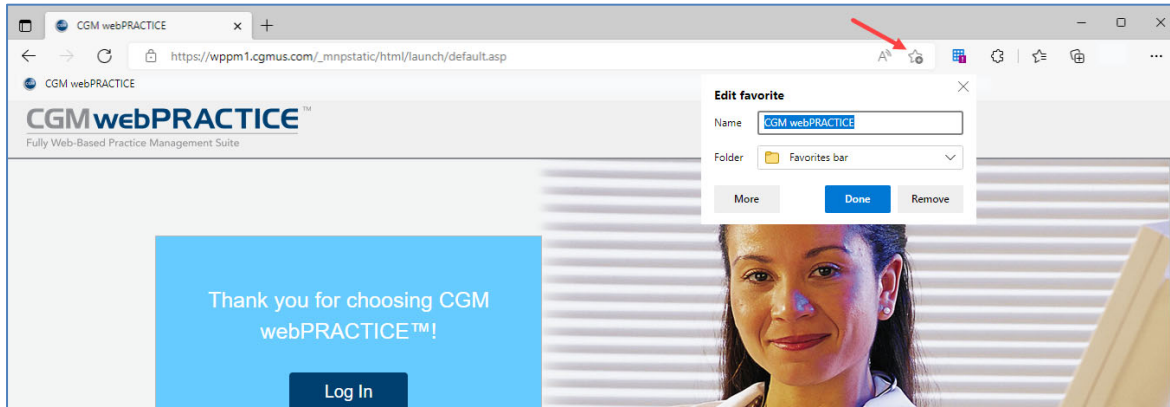 CGM webPRACTICE
https://wppm1.cgmus.com/_mnpstatic/html/launch/default.asp
CGM webPRACTICE
CGM webPRACTICE™
Fully Web-Based Practice Management Suite
Edit favorite
Name CGM webPRACTICE
Folder Favorites bar
More Done Remove
Thank you for choosing CGM
webPRACTICE™!
Log In